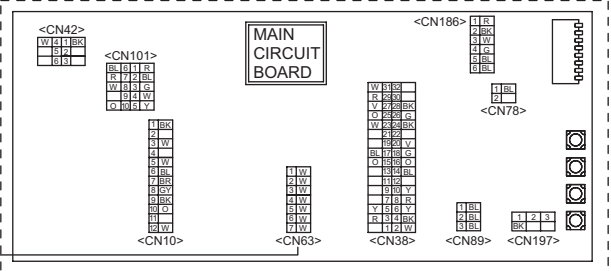 <CN42>
W 4 1 BK
5 2
6 3
<CN101>
BL 6 1 R
R 7 2 BL
W 8 3 G
9 4 W
O 10 5 Y
MAIN
CIRCUIT
BOARD
<CN186>
1 R
2 BK
3 W
4 G
5 BL
6 BL
1 BL
2
<CN78>
1 BK
2
3 W
4
5 W
6 BL
7 BR
8 GY
9 BK
10 O
11
12 W
<CN10>
1 W
2 W
3 W
4 W
5 W
6 W
7 W
<CN63>
W 31 32
R 29 30
V 27 28 BK
O 25 26 G
W 23 24 BK
21 22
19 20 V
BL 17 18 G
O 15 16 O
13 14 BL
11 12
9 10 Y
7 8 R
Y 5 6 Y
R 3 4 BK
1 2 W
<CN38>
1 BL
2 BL
3 BL
<CN89>
1 2 3
BK
<CN197>